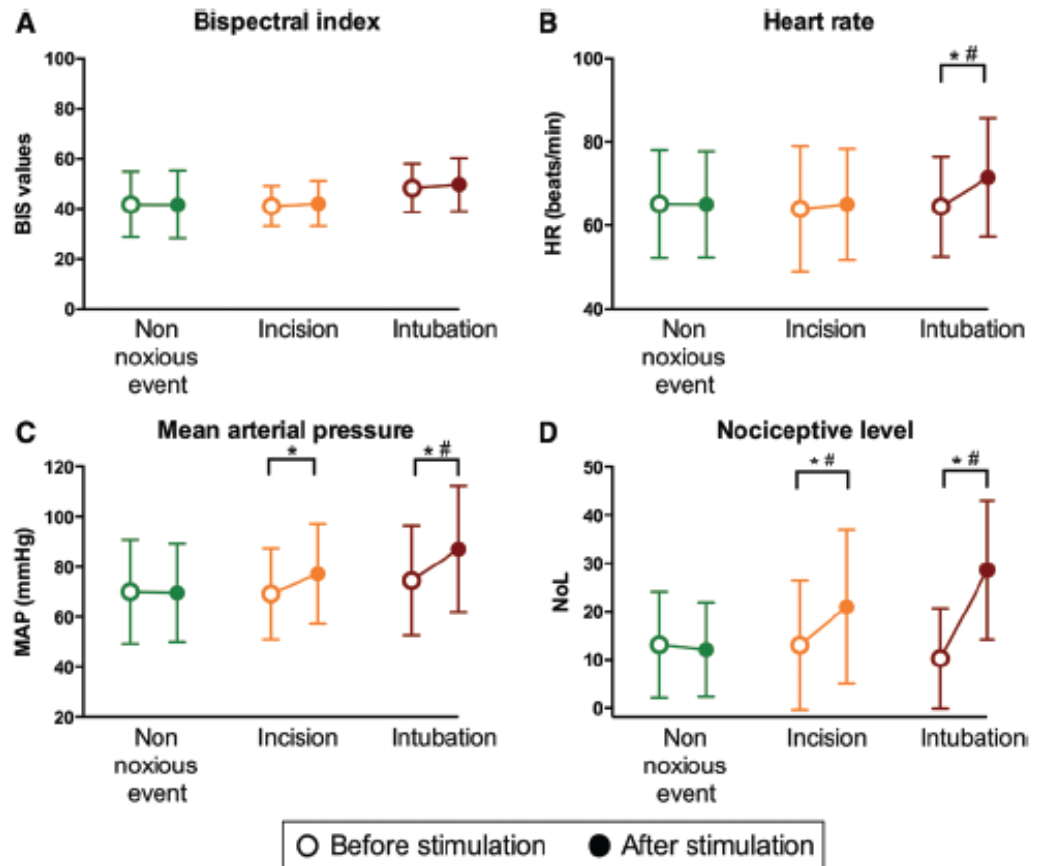 A Bispectral index
BIS values
100
80
60
40
20
0
Non
noxious
event
Incision
Intubation
B Heart rate
HR (beats/min)
100
80
60
40
* #
Non
noxious
event
Incision
Intubation
C Mean arterial pressure
MAP (mmHg)
120
100
80
60
40
20
*
* #
Non
noxious
event
Incision
Intubation
D Nociceptive level
NoL
50
40
30
20
10
0
* #
* #
Non
noxious
event
Incision
Intubation
Before stimulation After stimulation